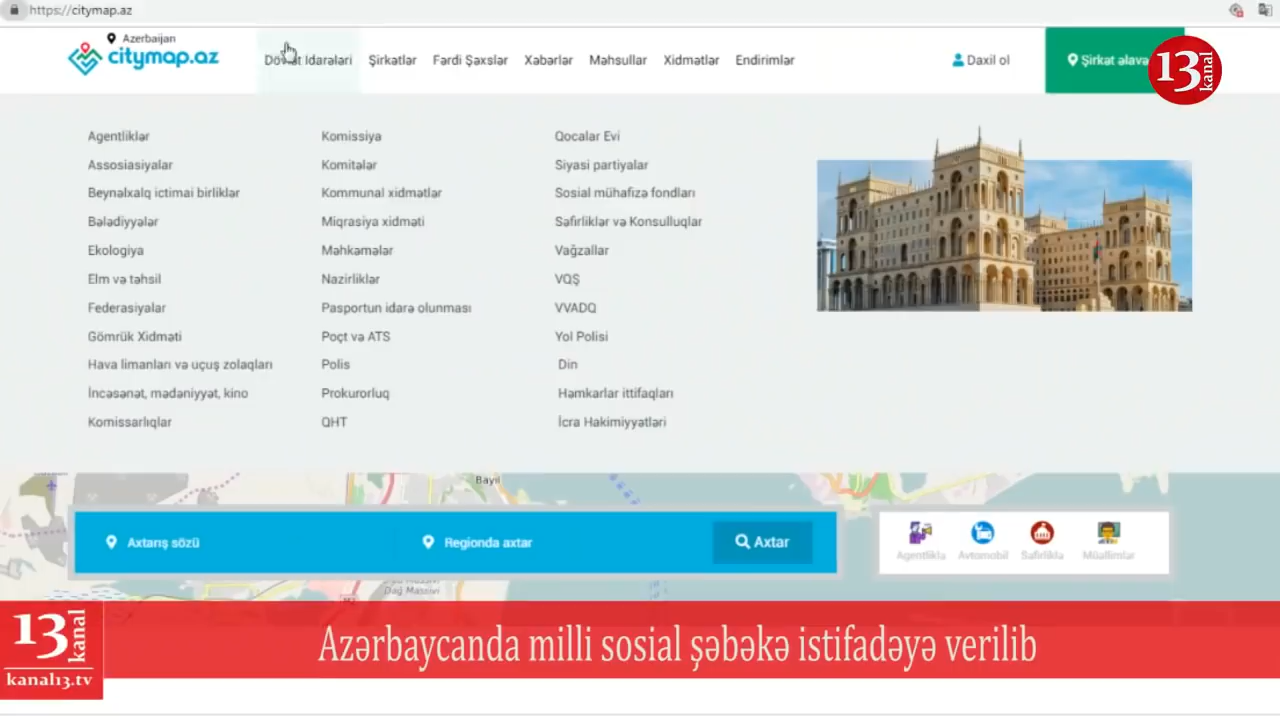 https://citymap.az
Azerbaijan
citymap.az
Dövlət İdarələri Şirkətlər Fərdi Şəxslər Xəbərlər Məhsullar Xidmətlər Endirimlər
Daxil ol
Şirkət əlavə
13 kanal
Agentliklər
Assosiasiyalar
Beynəlxalq ictimai birliklər
Bələdiyyələr
Ekologiya
Elm və təhsil
Federasiyalar
Gömrük Xidməti
Hava limanları və uçuş zolaqları
İncəsənət, mədəniyyət, kino
Komissarlıqlar
Komissiya
Komitələr
Kommunal xidmətlər
Miqrasiya xidməti
Məhkəmələr
Nazirliklər
Pasportun idarə olunması
Poçt və ATS
Polis
Prokurorluq
QHT
Qocalar Evi
Siyasi partiyalar
Sosial mühafizə fondları
Səfirliklər və Konsulluqlar
Vağzallar
VQŞ
VVADQ
Yol Polisi
Din
Həmkarlar ittifaqları
İcra Hakimiyyətləri
Bayıl
Axtarış sözü
Regionda axtar
Axtar
Agentliklə
Avtomobil
Səfirliklə
Müəllimlər
Dağ Massivi
M2
13 kanal
kanal13.tv
Azərbaycanda milli sosial şəbəkə istifadəyə verilib